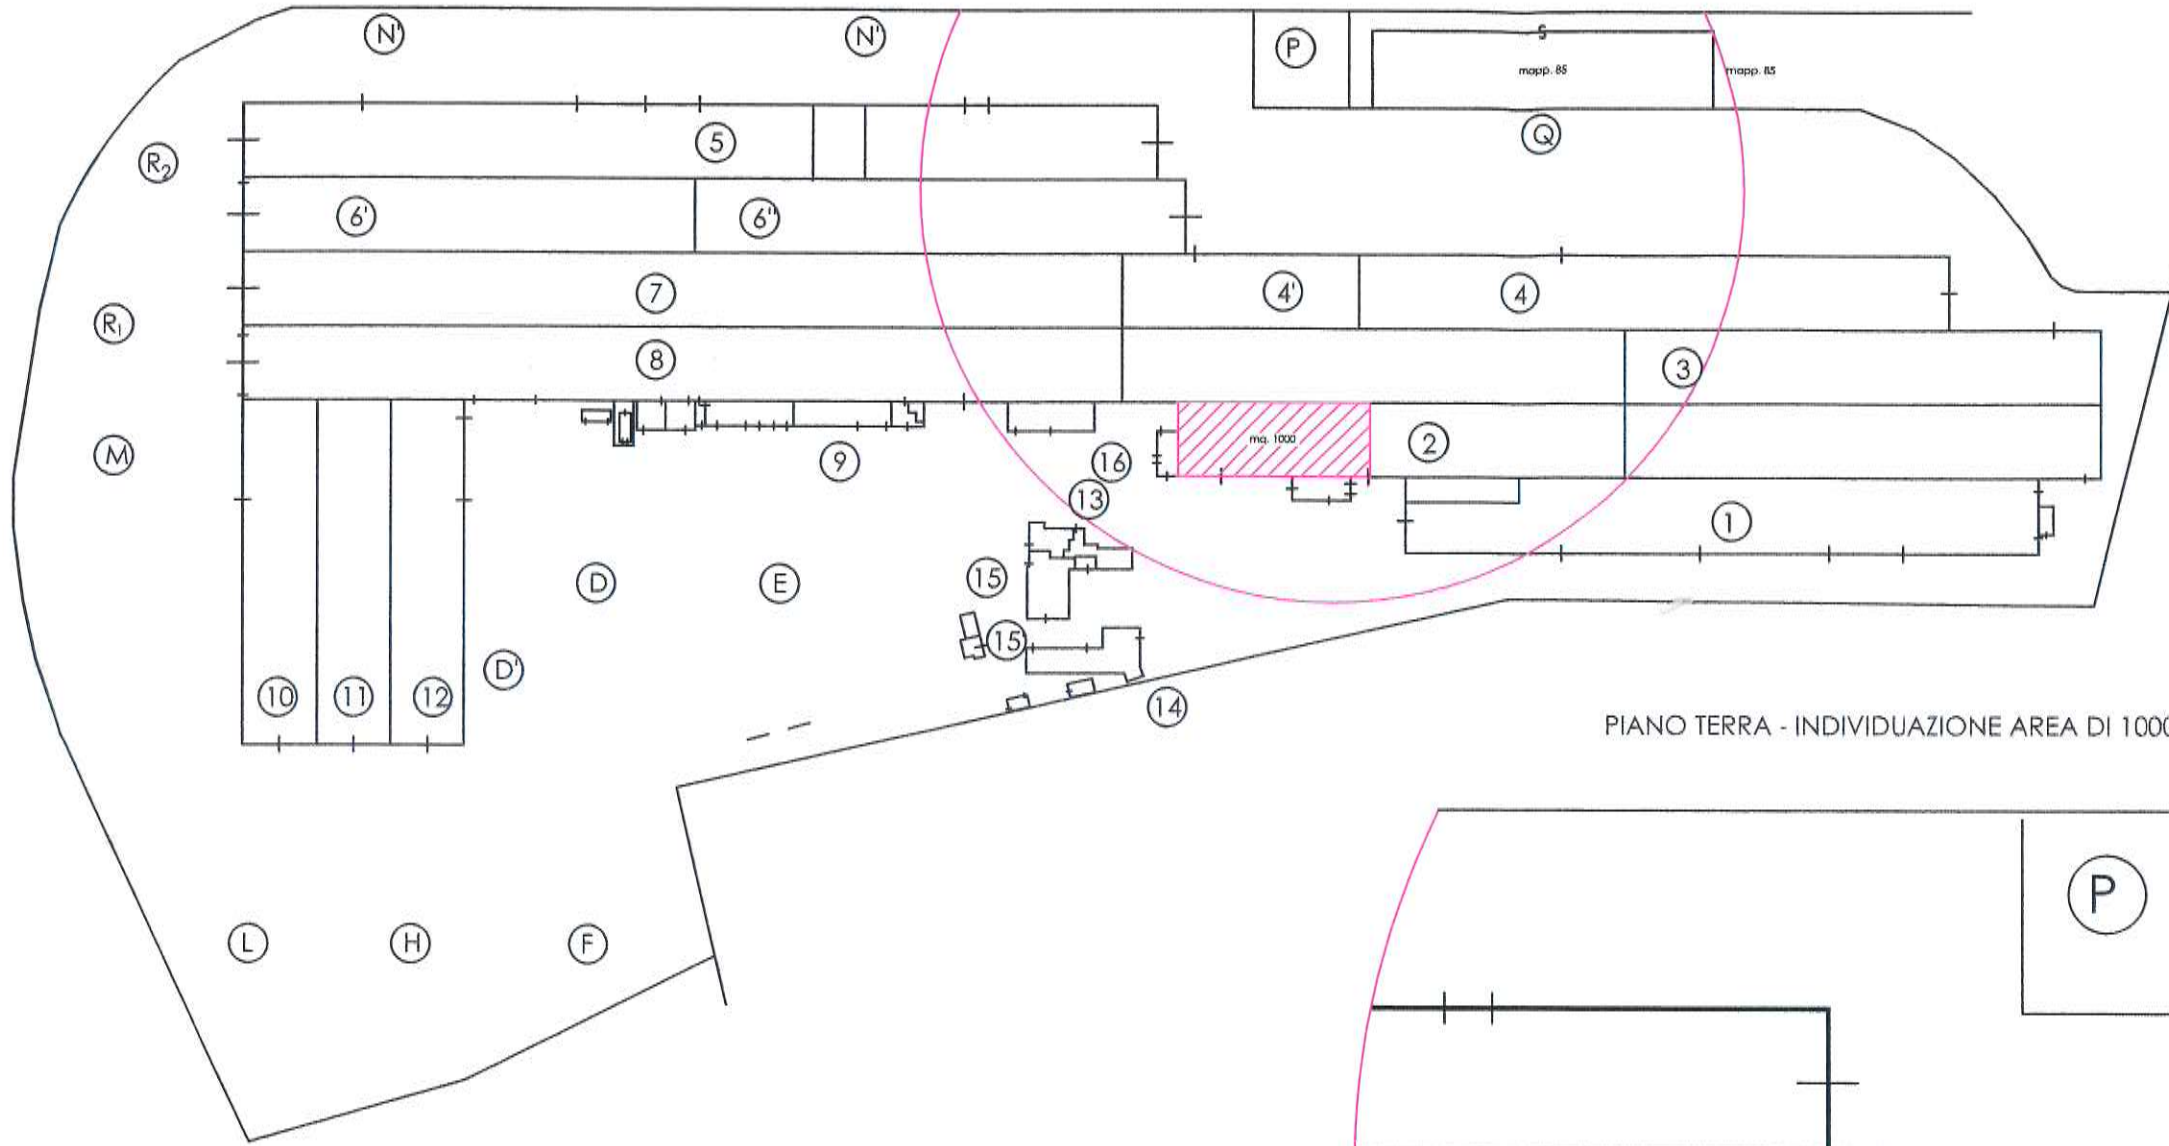 N' N' P S
mapp. 85 mapp. 85
5 Q
R2
6' 6"
7 4' 4
R1
8 3
M 9 16 mq. 1000 2
13 1
D E 15
15
D'
10 11 12 14
PIANO TERRA - INDIVIDUAZIONE AREA DI 1000
P
L H F